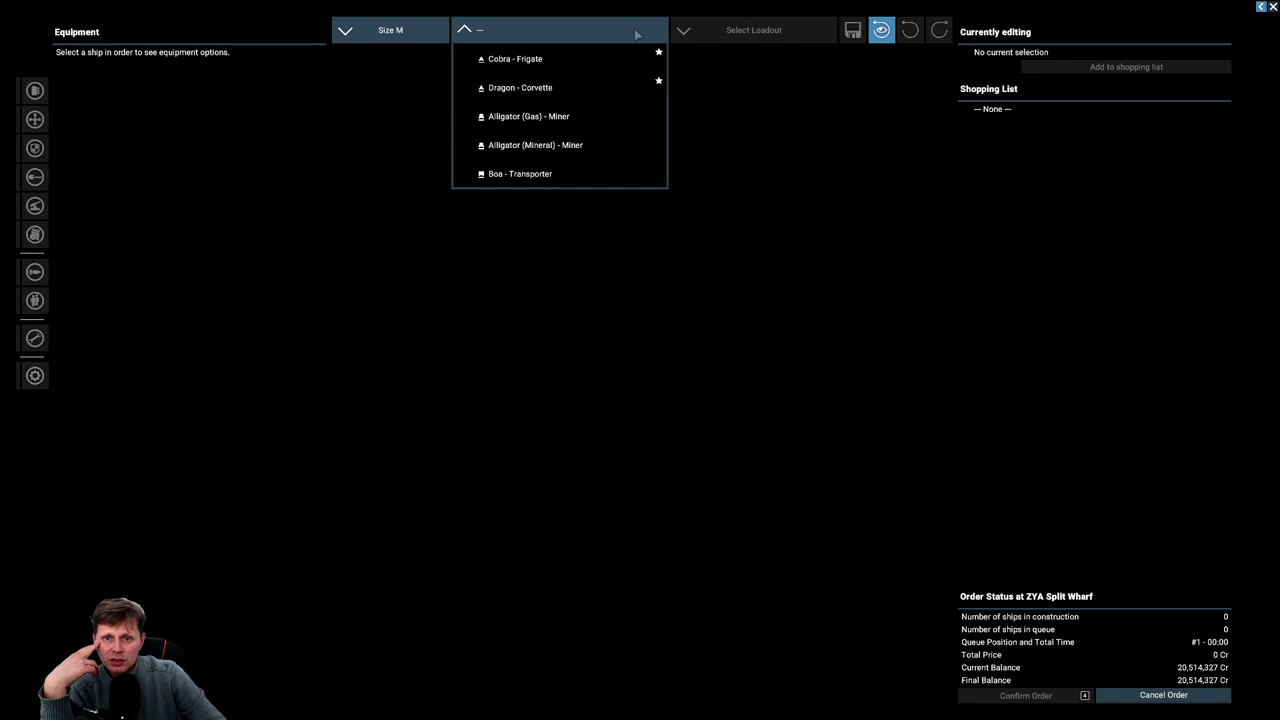 Equipment
Select a ship in order to see equipment options.
Size M
—
Select Loadout
Cobra - Frigate
Dragon - Corvette
Alligator (Gas) - Miner
Alligator (Mineral) - Miner
Boa - Transporter
Currently editing
No current selection
Add to shopping list
Shopping List
— None —
Order Status at ZYA Split Wharf
Number of ships in construction 0
Number of ships in queue 0
Queue Position and Total Time #1 - 00:00
Total Price 0 Cr
Current Balance 20,514,327 Cr
Final Balance 20,514,327 Cr
Confirm Order 4
Cancel Order